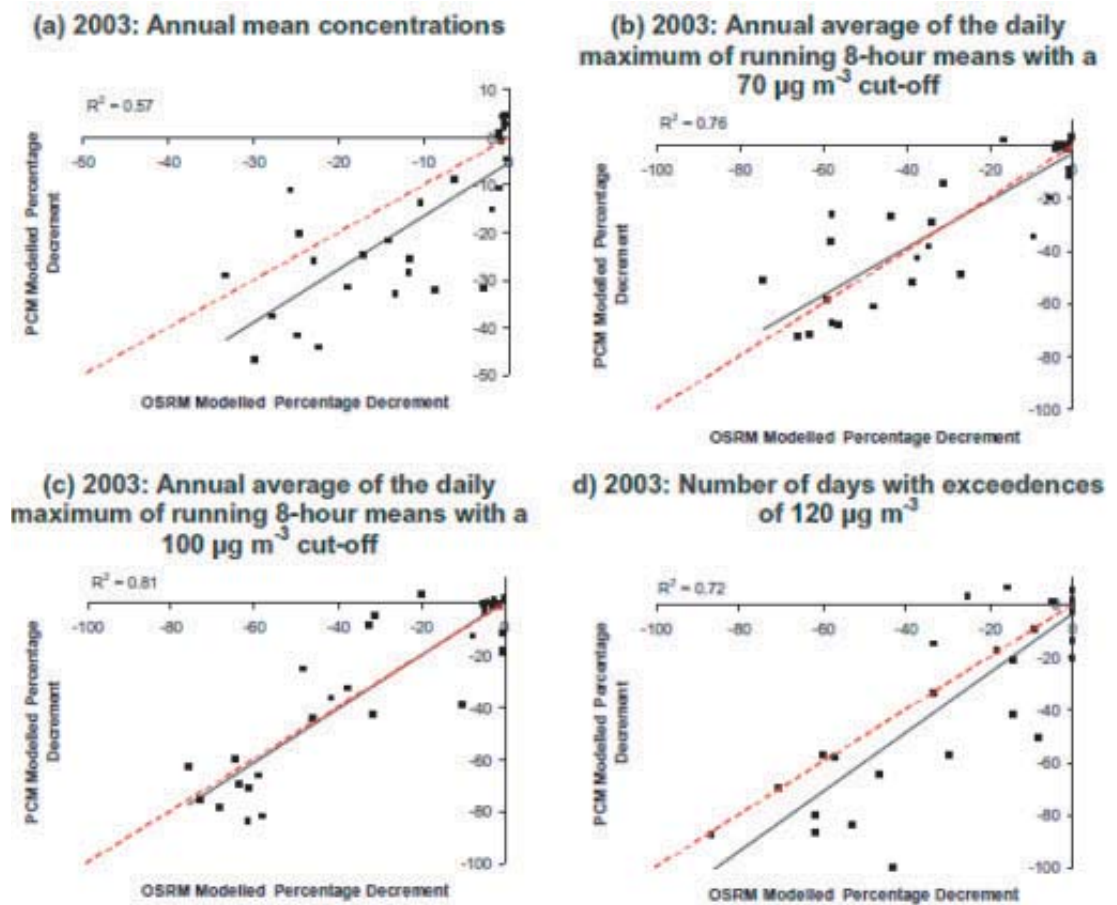 (a) 2003: Annual mean concentrations
R² = 0.57
10
-50 -40 -30 -20 -10 0
-10
-20
-30
-40
-50
PCM Modelled Percentage
Decrement
OSRM Modelled Percentage Decrement
(b) 2003: Annual average of the daily
maximum of running 8-hour means with a
70 µg m⁻³ cut-off
R² = 0.76
-100 -80 -60 -40 -20 0
-20
-40
-60
-80
-100
PCM Modelled Percentage
Decrement
OSRM Modelled Percentage Decrement
(c) 2003: Annual average of the daily
maximum of running 8-hour means with a
100 µg m⁻³ cut-off
R² = 0.81
-100 -80 -60 -40 -20 0
-20
-40
-60
-80
-100
PCM Modelled Percentage
Decrement
OSRM Modelled Percentage Decrement
d) 2003: Number of days with exceedences
of 120 µg m⁻³
R² = 0.72
-100 -80 -60 -40 -20 0
-20
-40
-60
-80
-100
PCM Modelled Percentage
Decrement
OSRM Modelled Percentage Decrement